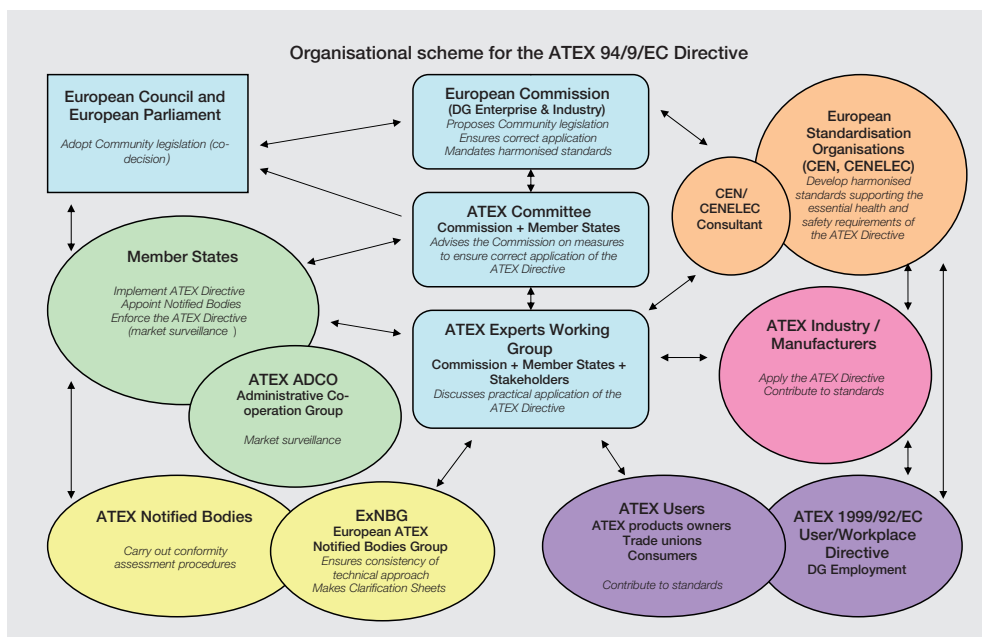 Organisational scheme for the ATEX 94/9/EC Directive
European Council and
European Parliament
Adopt Community legislation (co-
decision)
European Commission
(DG Enterprise & Industry)
Proposes Community legislation
Ensures correct application
Mandates harmonised standards
European
Standardisation
Organisations
(CEN, CENELEC)
Develop harmonised
standards supporting the
essential health and
safety requirements of
the ATEX Directive
CEN/
CENELEC
Consultant
ATEX Committee
Commission + Member States
Advises the Commission on measures
to ensure correct application of the
ATEX Directive
Member States
Implement ATEX Directive
Appoint Notified Bodies
Enforce the ATEX Directive
(market surveillance )
ATEX ADCO
Administrative Co-
operation Group
Market surveillance
ATEX Experts Working
Group
Commission + Member States +
Stakeholders
Discusses practical application of the
ATEX Directive
ATEX Industry /
Manufacturers
Apply the ATEX Directive
Contribute to standards
ATEX Notified Bodies
Carry out conformity
assessment procedures
ExNBG
European ATEX
Notified Bodies Group
Ensures consistency of
technical approach
Makes Clarification Sheets
ATEX Users
ATEX products owners
Trade unions
Consumers
Contribute to standards
ATEX 1999/92/EC
User/Workplace
Directive
DG Employment